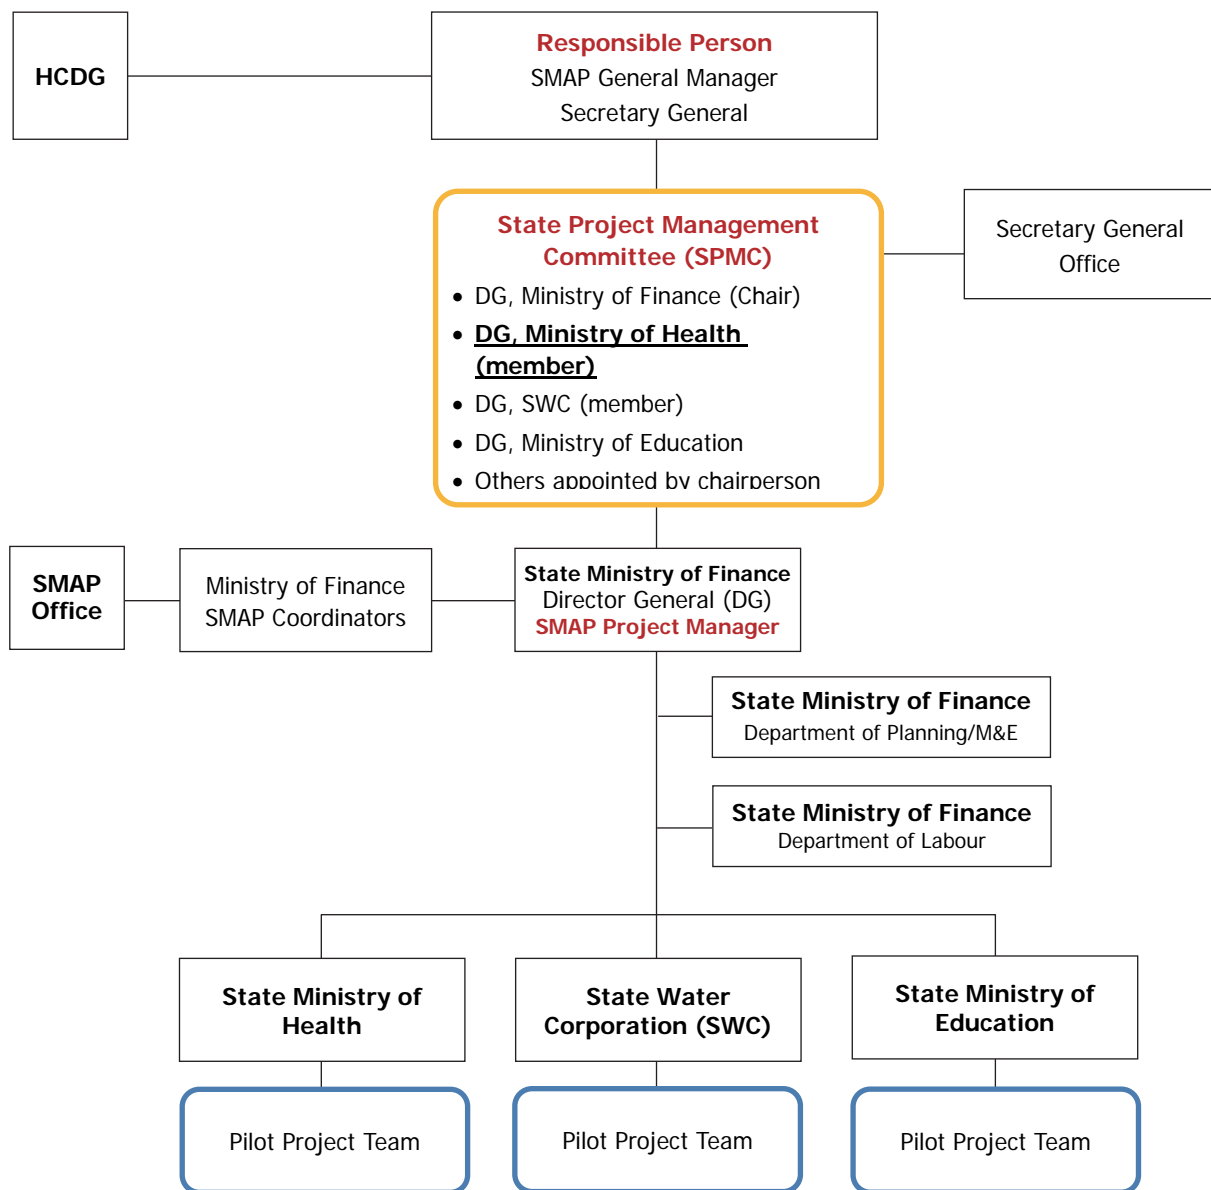 HCDG
Responsible Person
SMAP General Manager
Secretary General
State Project Management
Committee (SPMC)
• DG, Ministry of Finance (Chair)
• DG, Ministry of Health
(member)
• DG, SWC (member)
• DG, Ministry of Education
• Others appointed by chairperson
Secretary General
Office
SMAP
Office
Ministry of Finance
SMAP Coordinators
State Ministry of Finance
Director General (DG)
SMAP Project Manager
State Ministry of Finance
Department of Planning/M&E
State Ministry of Finance
Department of Labour
State Ministry of
Health
State Water
Corporation (SWC)
State Ministry of
Education
Pilot Project Team
Pilot Project Team
Pilot Project Team